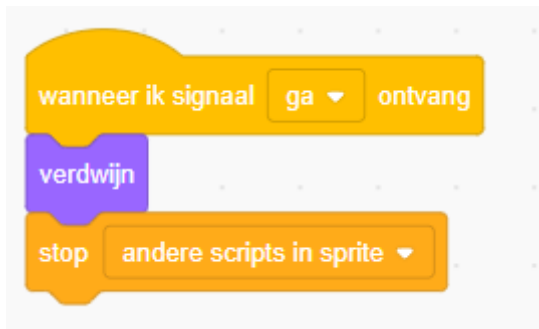 wanneer ik signaal ga ontvang
verdwijn
stop andere scripts in sprite